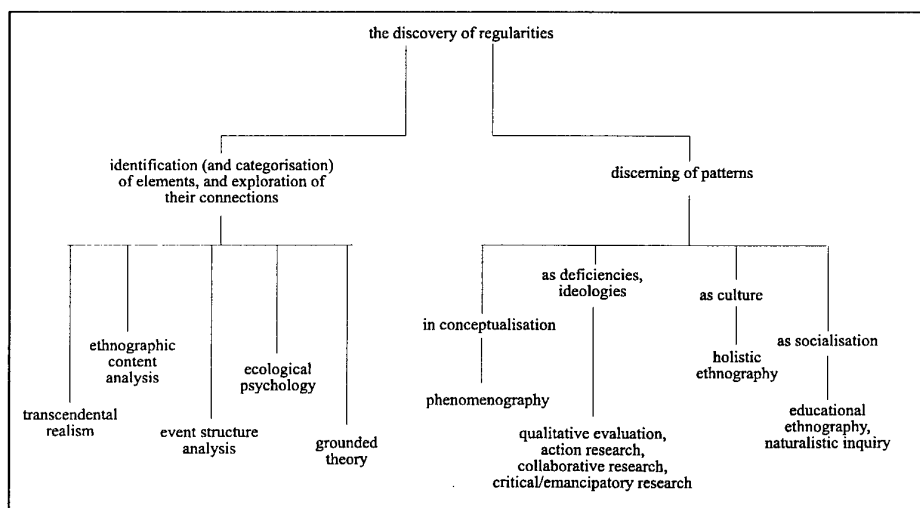 the discovery of regularities
identification (and categorisation)
of elements, and exploration of
their connections
discerning of patterns
transcendental
realism
ethnographic
content
analysis
event structure
analysis
ecological
psychology
grounded
theory
in conceptualisation
phenomenography
as deficiencies,
ideologies
qualitative evaluation,
action research,
collaborative research,
critical/emancipatory research
as culture
holistic
ethnography
as socialisation
educational
ethnography,
naturalistic inquiry